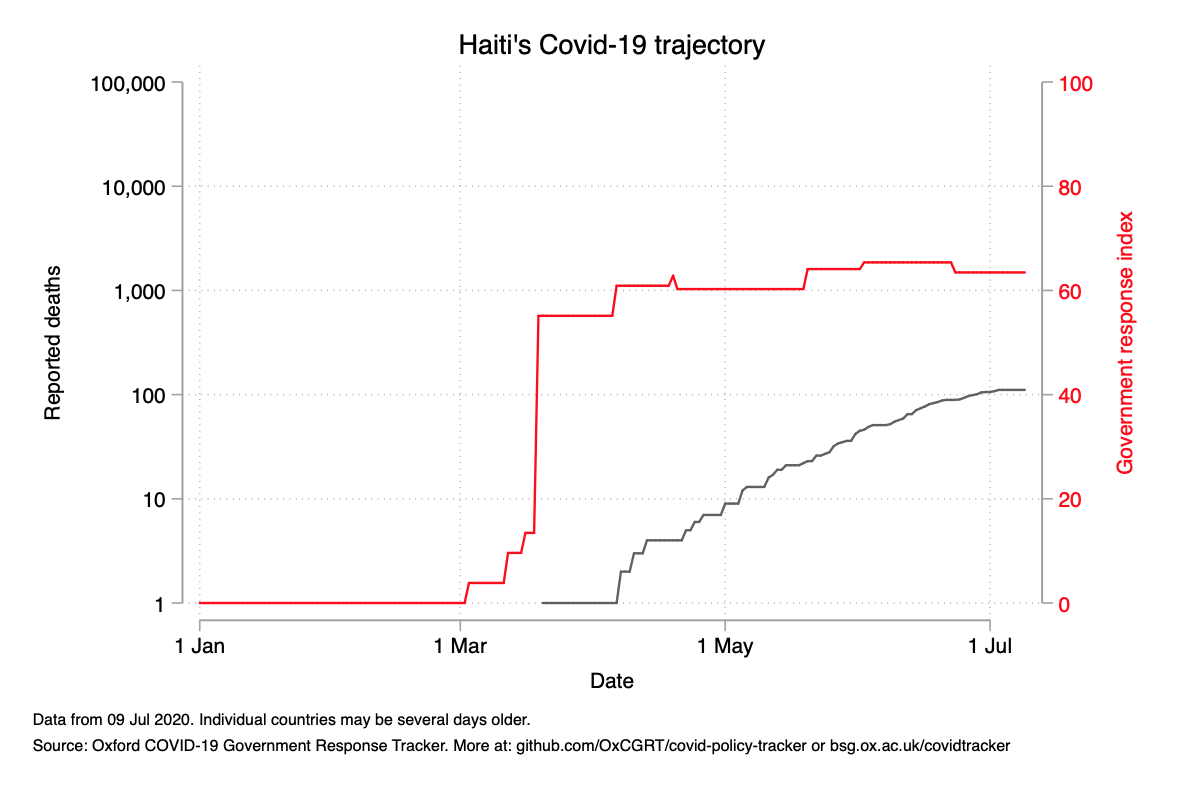 Haiti's Covid-19 trajectory
100,000
10,000
1,000
100
10
1
Reported deaths
100
80
60
40
20
0
Government response index
1 Jan
1 Mar
1 May
1 Jul
Date
Data from 09 Jul 2020. Individual countries may be several days older.
Source: Oxford COVID-19 Government Response Tracker. More at: github.com/OxCGRT/covid-policy-tracker or bsg.ox.ac.uk/covidtracker